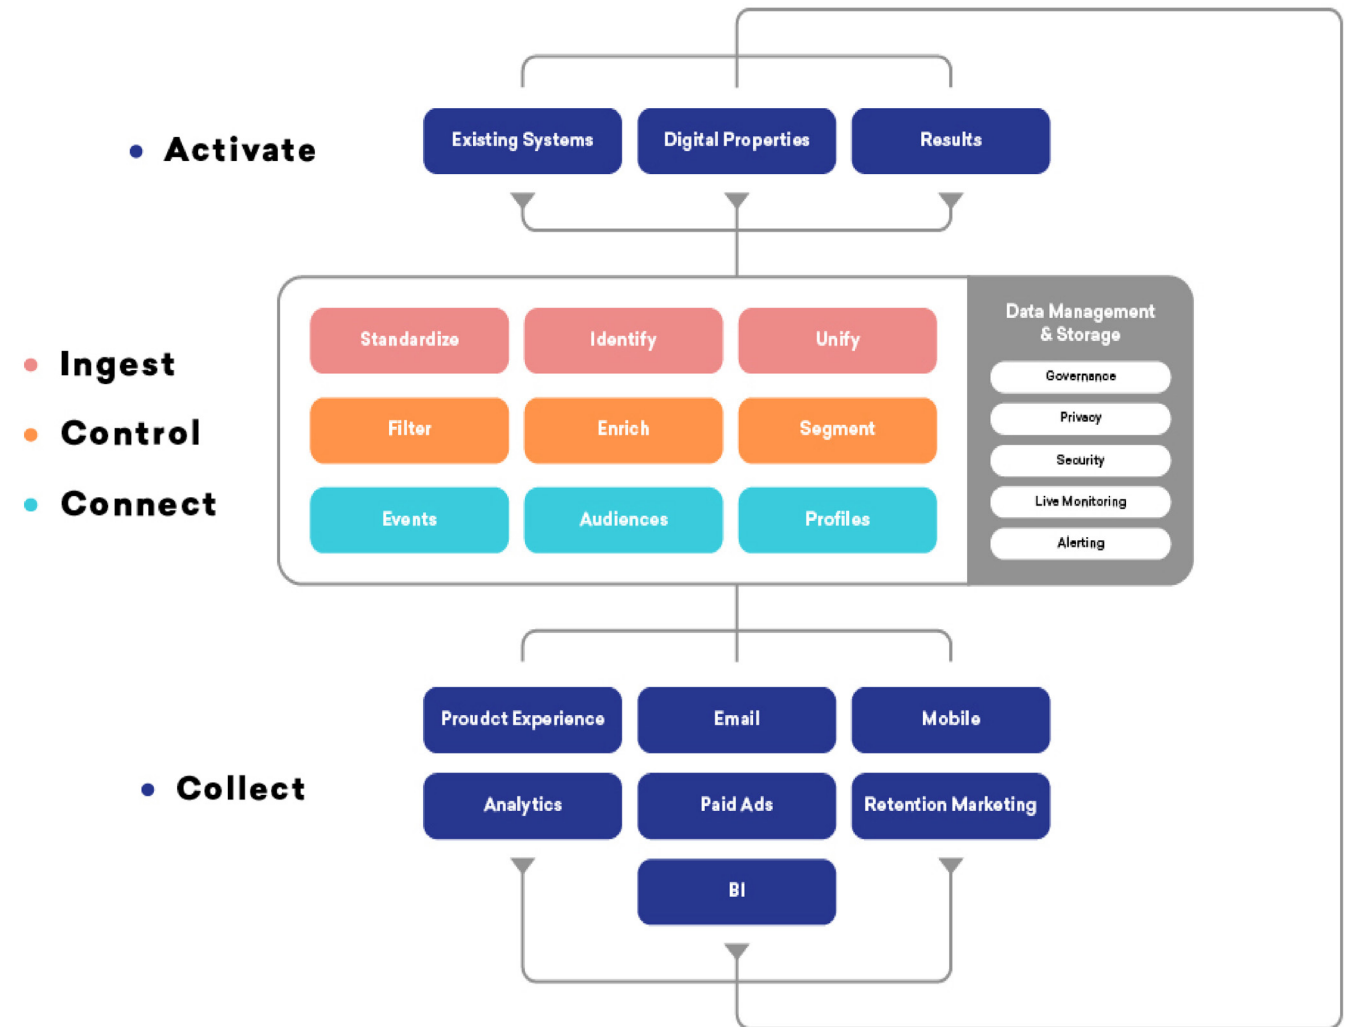 Activate
Existing Systems
Digital Properties
Results
Ingest
Control
Connect
Standardize
Identify
Unify
Filter
Enrich
Segment
Events
Audiences
Profiles
Data Management
& Storage
Governance
Privacy
Security
Live Monitoring
Alerting
Collect
Proudct Experience
Email
Mobile
Analytics
Paid Ads
Retention Marketing
BI